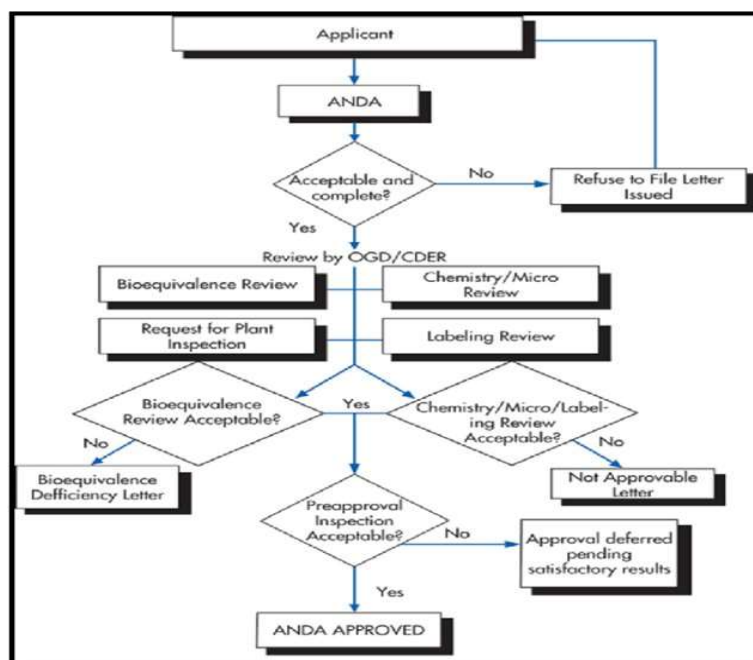 Applicant
ANDA
Acceptable and
complete?
No
Refuse to File Letter
Issued
Yes
Review by OGD/CDER
Bioequivalence Review
Chemistry/Micro
Review
Request for Plant
Inspection
Labeling Review
Bioequivalence
Review Acceptable?
Yes
Chemistry/Micro/Label-
ing Review
Acceptable?
No
No
Bioequivalence
Defficiency Letter
Not Approvable
Letter
Preapproval
Inspection
Acceptable?
No
Approval deferred
pending
satisfactory results
Yes
ANDA APPROVED